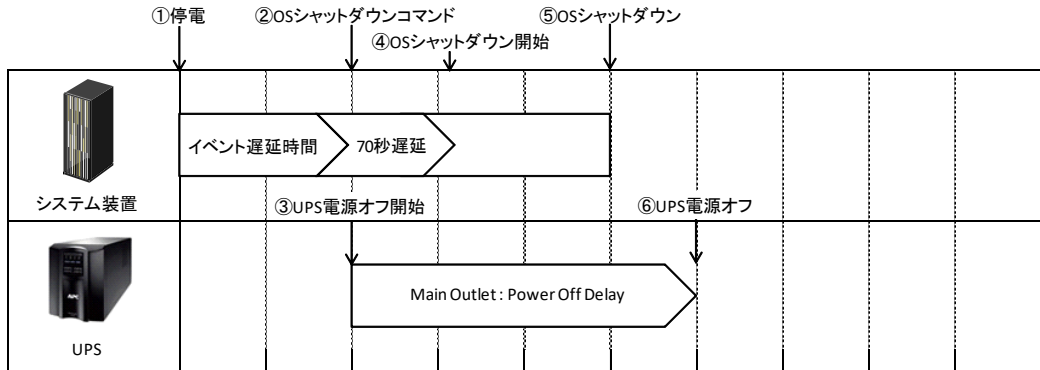 ①停電
②OSシャットダウンコマンド
⑤OSシャットダウン
④OSシャットダウン開始
イベント遅延時間
70秒遅延
システム装置
③UPS電源オフ開始
⑥UPS電源オフ
Main Outlet : Power Off Delay
APC
UPS